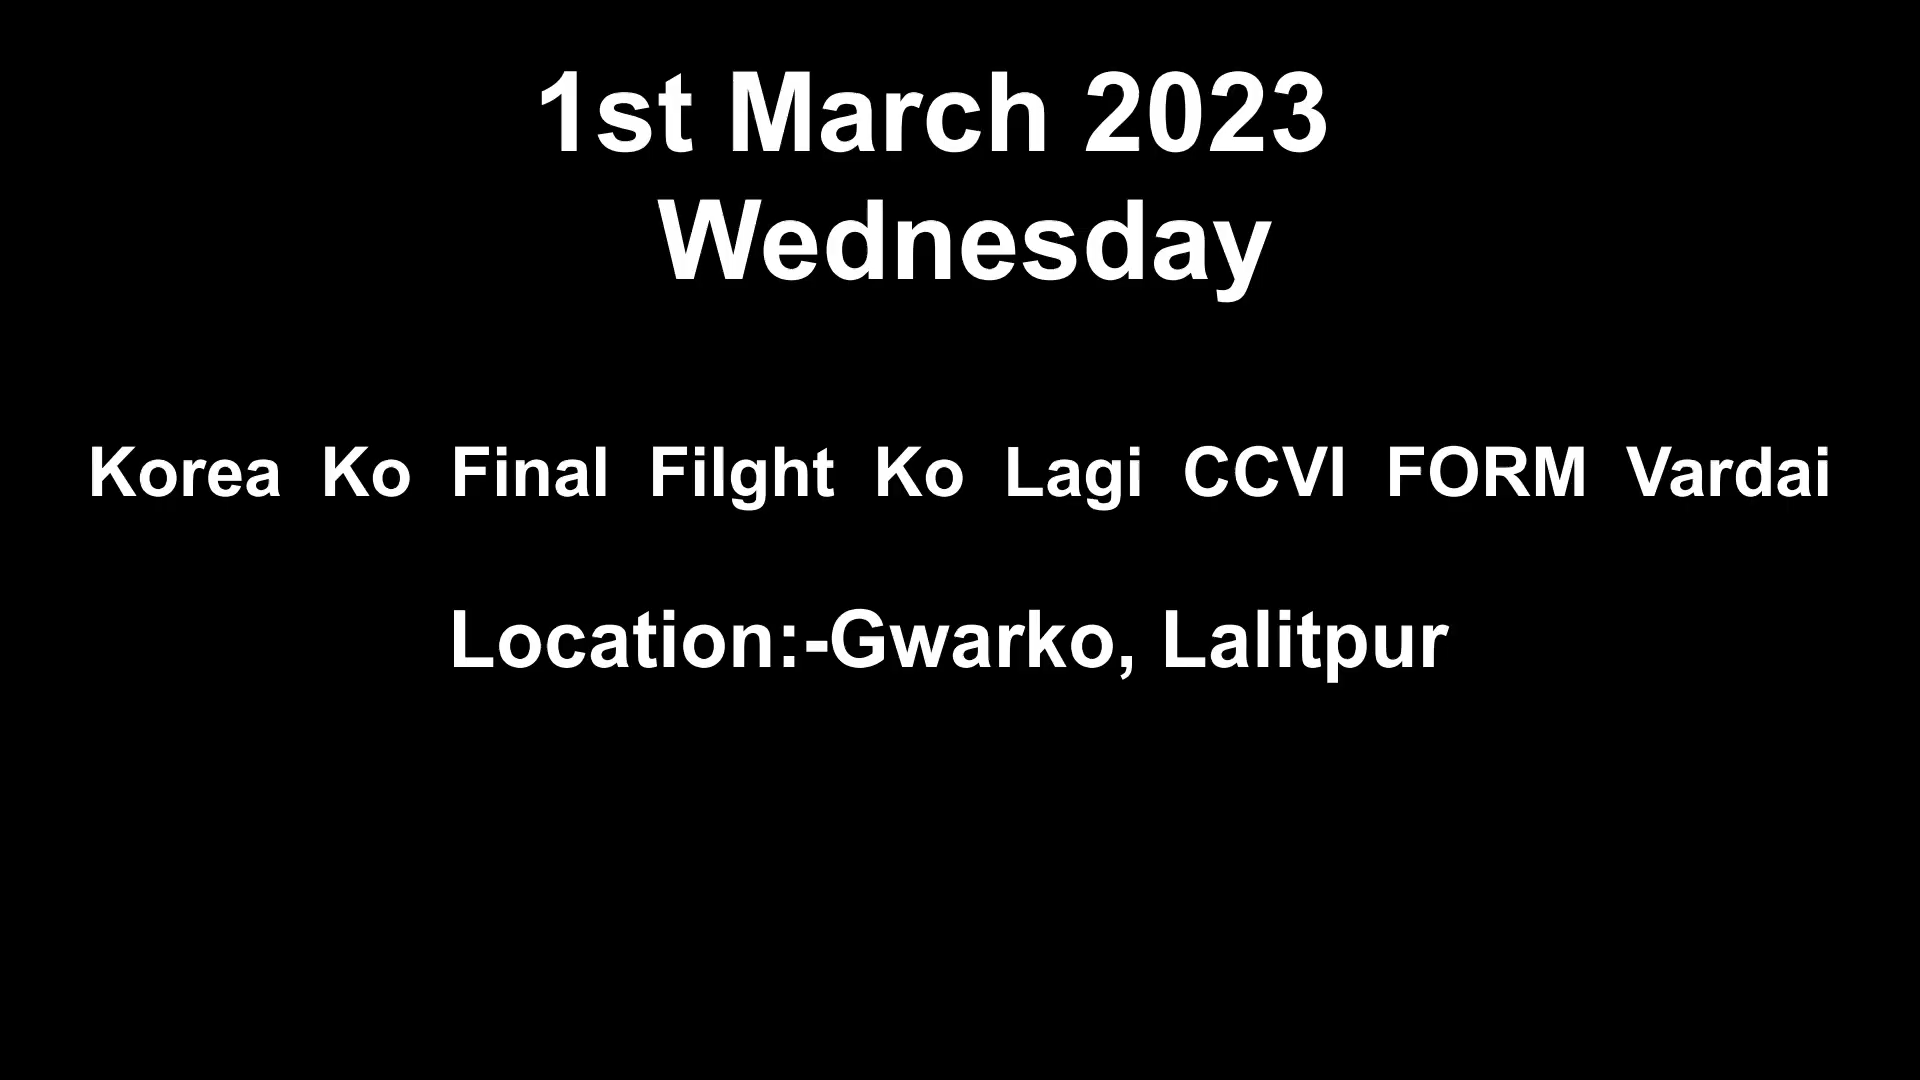 1st March 2023
Wednesday
Korea Ko Final Filght Ko Lagi CCVI FORM Vardai
Location:-Gwarko, Lalitpur